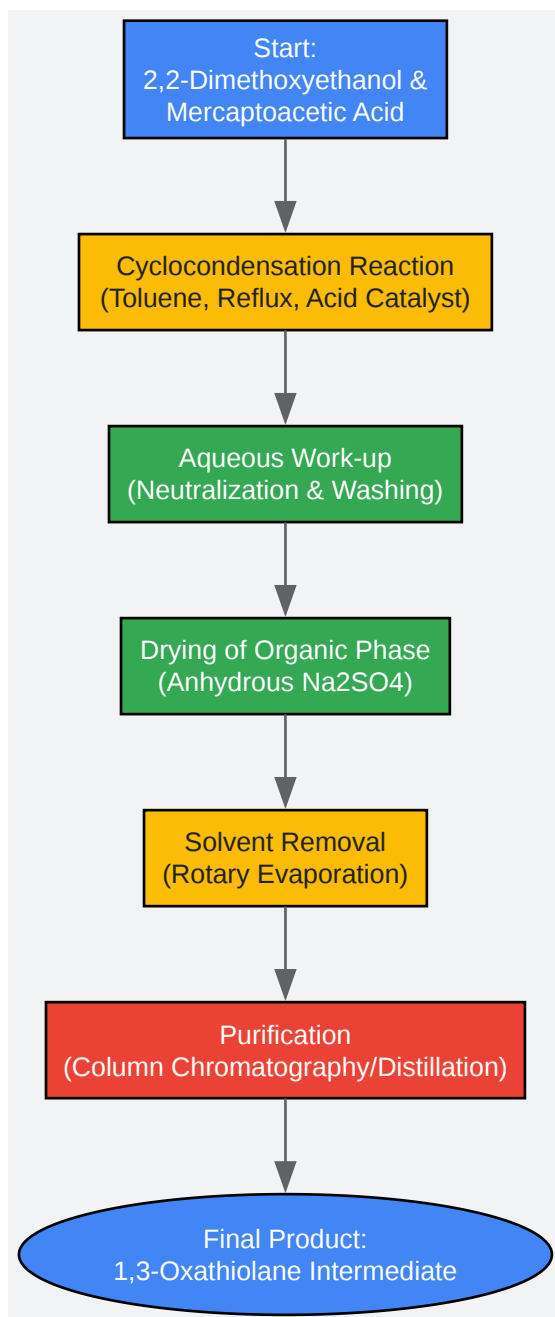 Start:
2,2-Dimethoxyethanol &
Mercaptoacetic Acid
Cyclocondensation Reaction
(Toluene, Reflux, Acid Catalyst)
Aqueous Work-up
(Neutralization & Washing)
Drying of Organic Phase
(Anhydrous Na2SO4)
Solvent Removal
(Rotary Evaporation)
Purification
(Column Chromatography/Distillation)
Final Product:
1,3-Oxathiolane Intermediate